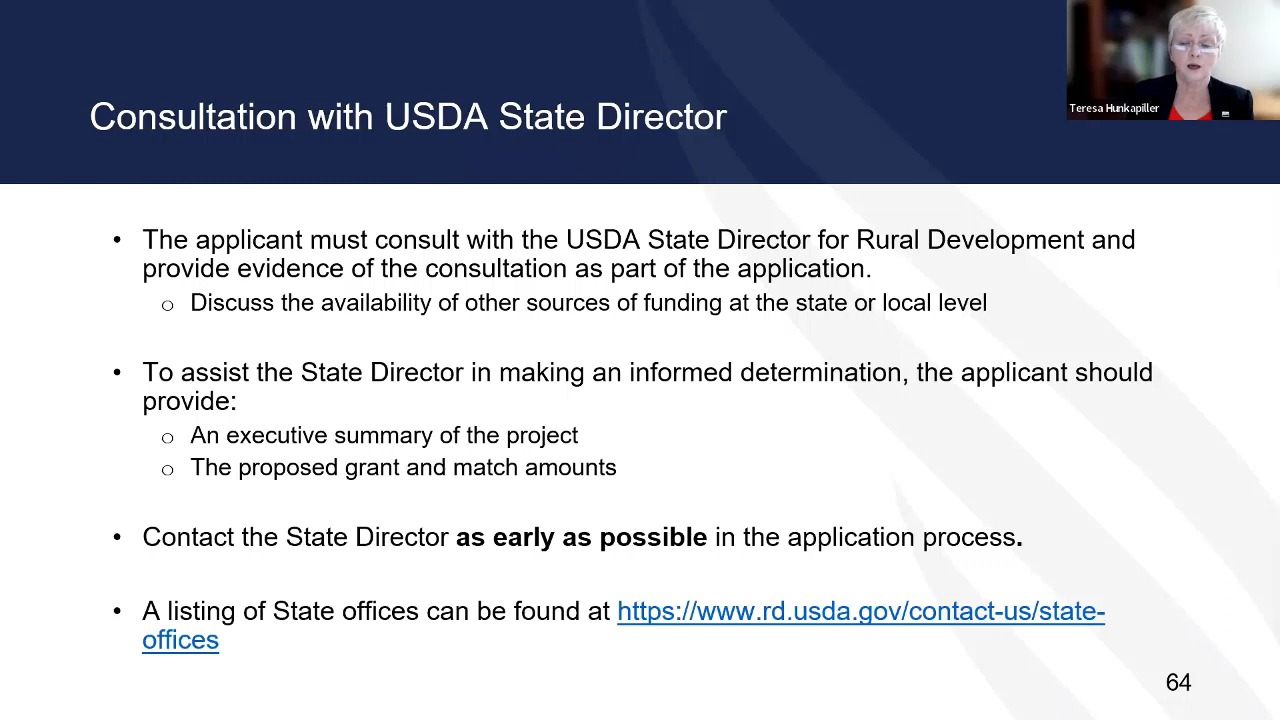 Teresa Hunkapiller
Consultation with USDA State Director
• The applicant must consult with the USDA State Director for Rural Development and
provide evidence of the consultation as part of the application.
o Discuss the availability of other sources of funding at the state or local level
• To assist the State Director in making an informed determination, the applicant should
provide:
o An executive summary of the project
o The proposed grant and match amounts
• Contact the State Director as early as possible in the application process.
• A listing of State offices can be found at https://www.rd.usda.gov/contact-us/state-
offices
64